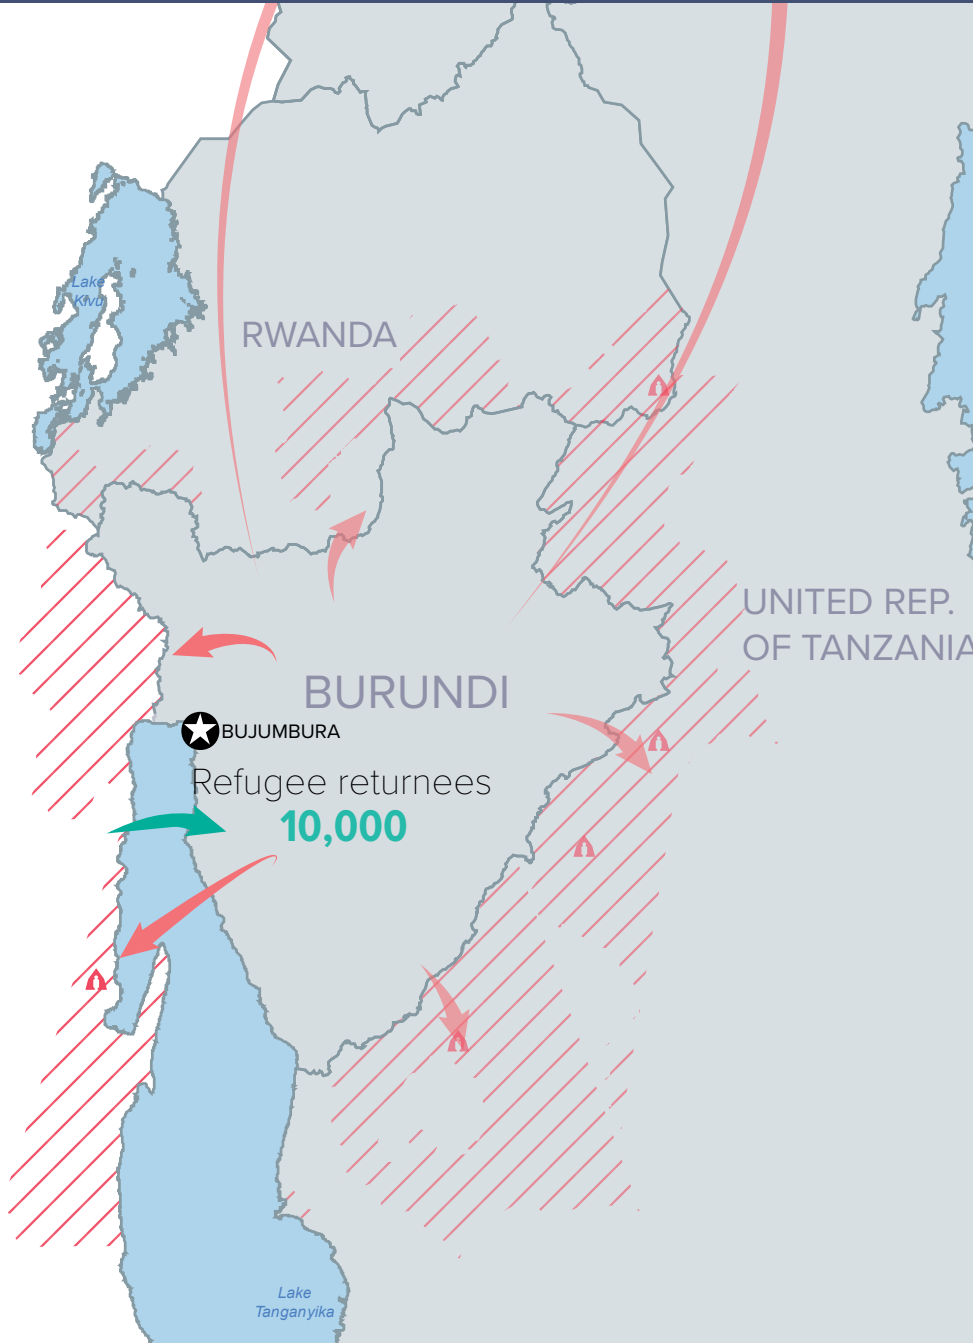 Lake
Kivu
RWANDA
UNITED REP.
OF TANZANIA
BURUNDI
BUJUMBURA
Refugee returnees
10,000
Lake
Tanganyika